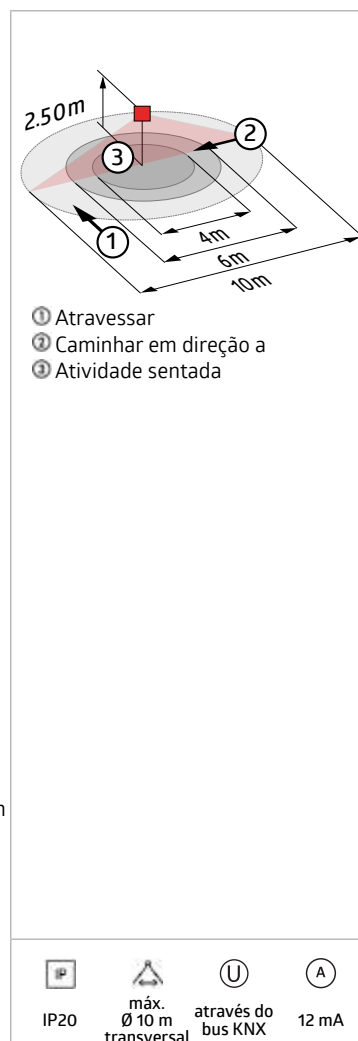 2.50m
3
2
1
4m
6m
10m
① Atravessar
② Caminhar em direção a
③ Atividade sentada
IP
U
A
IP20
máx.
Ø 10 m
transversal
através do
bus KNX
12 mA